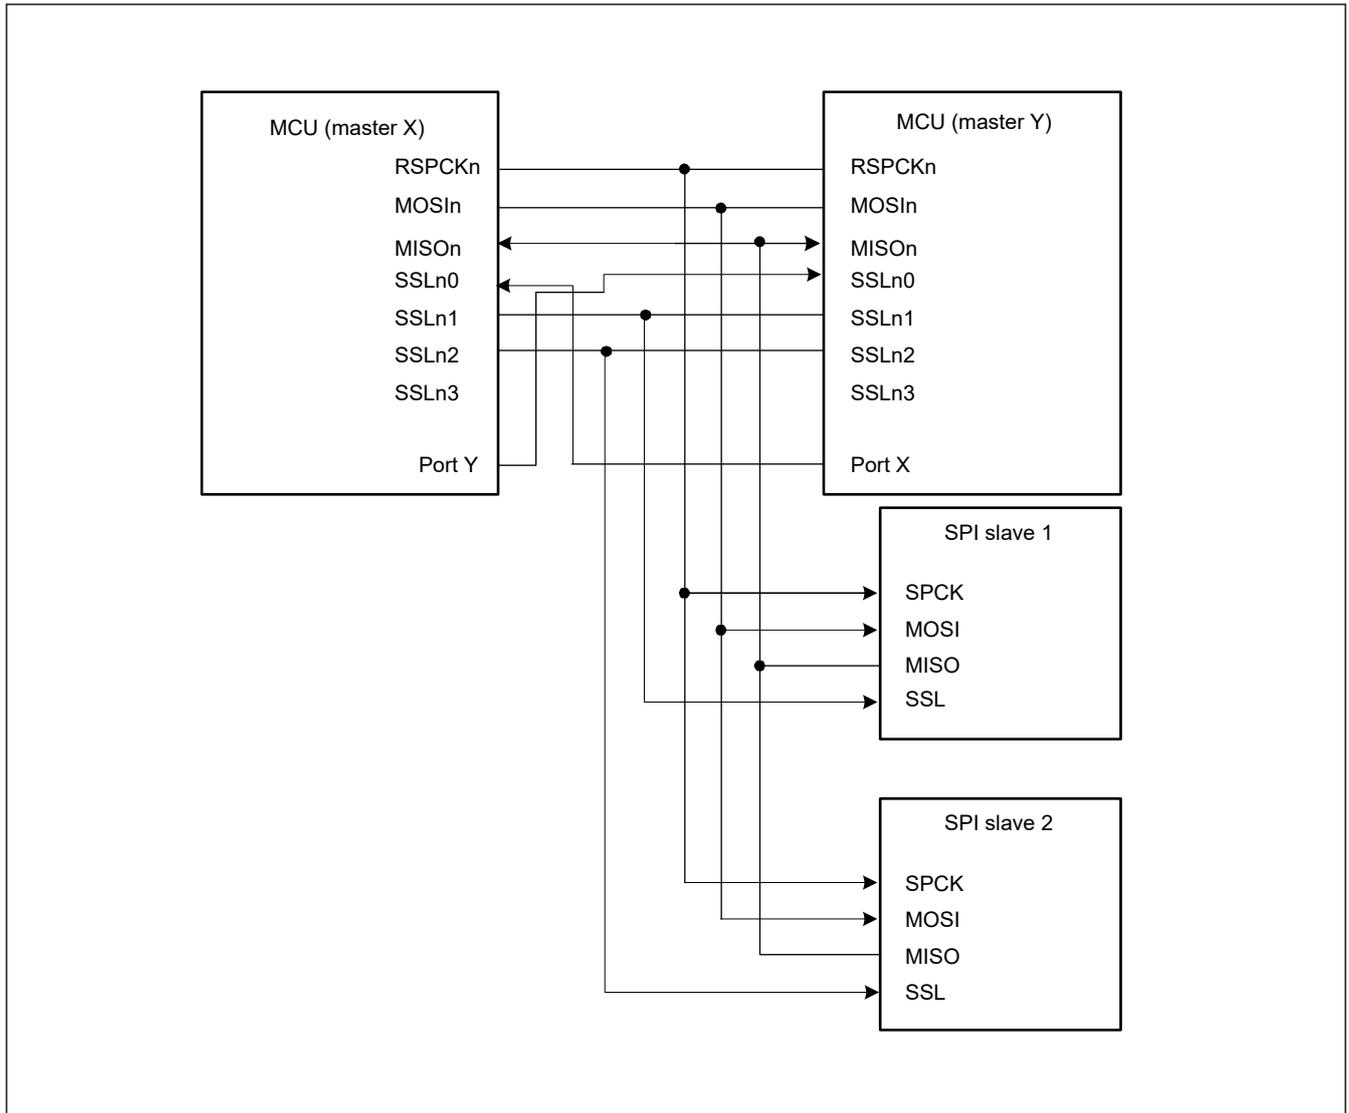 MCU (master X)
RSPCKn
MOSIn
MISOn
SSLn0
SSLn1
SSLn2
SSLn3
Port Y
MCU (master Y)
RSPCKn
MOSIn
MISOn
SSLn0
SSLn1
SSLn2
SSLn3
Port X
SPI slave 1
SPCK
MOSI
MISO
SSL
SPI slave 2
SPCK
MOSI
MISO
SSL